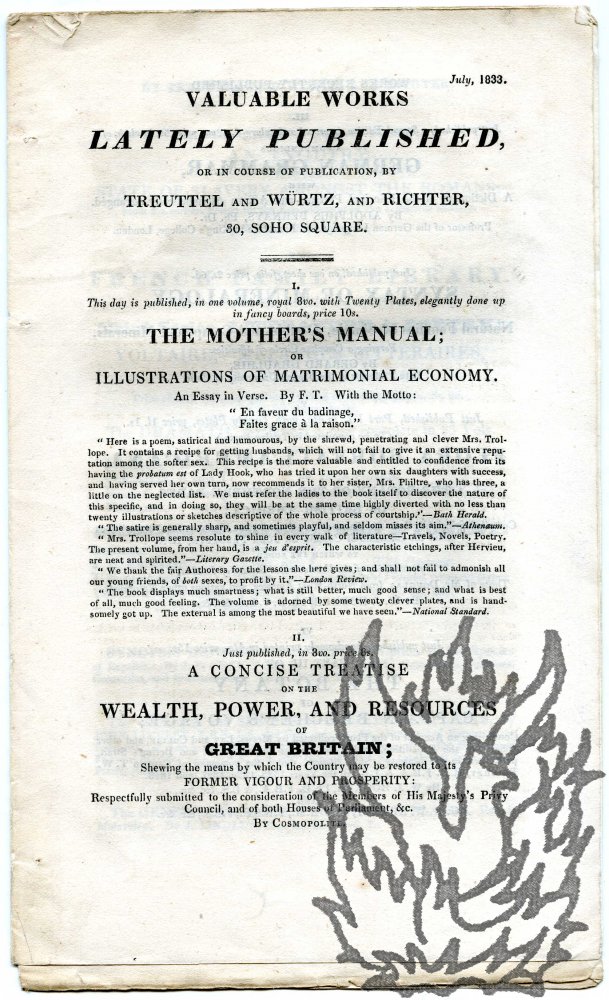 July, 1833.
VALUABLE WORKS
LATELY PUBLISHED,
OR IN COURSE OF PUBLICATION, BY
TREUTTEL AND WÜRTZ, AND RICHTER,
30, SOHO SQUARE.
I.
This day is published, in one volume, royal 8vo. with Twenty Plates, elegantly done up
in fancy boards, price 10s.
THE MOTHER'S MANUAL;
OR
ILLUSTRATIONS OF MATRIMONIAL ECONOMY.
An Essay in Verse. By F. T. With the Motto:
" En faveur du badinage,
Faites grace à la raison."
" Here is a poem, satirical and humourous, by the shrewd, penetrating and clever Mrs. Trol-
lope. It contains a recipe for getting husbands, which will not fail to give it an extensive repu-
tation among the softer sex. This recipe is the more valuable and entitled to confidence from its
having the probatum est of Lady Hook, who has tried it upon her own six daughters with success,
and having served her own turn, now recommends it to her sister, Mrs. Philtre, who has three, a
little on the neglected list. We must refer the ladies to the book itself to discover the nature of
this specific, and in doing so, they will be at the same time highly diverted with no less than
twenty illustrations or sketches descriptive of the whole process of courtship."—Bath Herald.
" The satire is generally sharp, and sometimes playful, and seldom misses its aim."—Athenæum.
" Mrs. Trollope seems resolute to shine in every walk of literature—Travels, Novels, Poetry.
The present volume, from her hand, is a jeu d'esprit. The characteristic etchings, after Hervieu,
are neat and spirited."—Literary Gazette.
" We thank the fair Authoress for the lesson she here gives; and shall not fail to admonish all
our young friends, of both sexes, to profit by it."—London Review.
" The book displays much smartness; what is still better, much good sense; and what is best
of all, much good feeling. The volume is adorned by some twenty clever plates, and is hand-
somely got up. The external is among the most beautiful we have seen."—National Standard.
II.
Just published, in 8vo. price 6s.
A CONCISE TREATISE
ON THE
WEALTH, POWER, AND RESOURCES
OF
GREAT BRITAIN;
Shewing the means by which the Country may be restored to its
FORMER VIGOUR AND PROSPERITY:
Respectfully submitted to the consideration of the Members of His Majesty's Privy
Council, and of both Houses of Parliament, &c.
BY COSMOPOLITE.